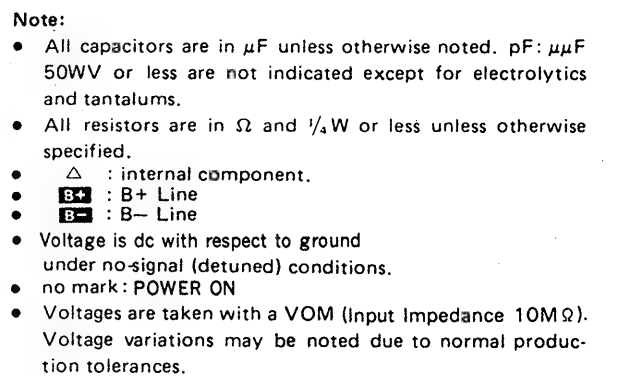 Note:
● All capacitors are in μF unless otherwise noted. pF: μμF
50WV or less are not indicated except for electrolytics
and tantalums.
● All resistors are in Ω and ¼W or less unless otherwise
specified.
● △ : internal component.
● B+ : B+ Line
● B− : B− Line
● Voltage is dc with respect to ground
under no-signal (detuned) conditions.
● no mark: POWER ON
● Voltages are taken with a VOM (Input Impedance 10MΩ).
Voltage variations may be noted due to normal produc-
tion tolerances.